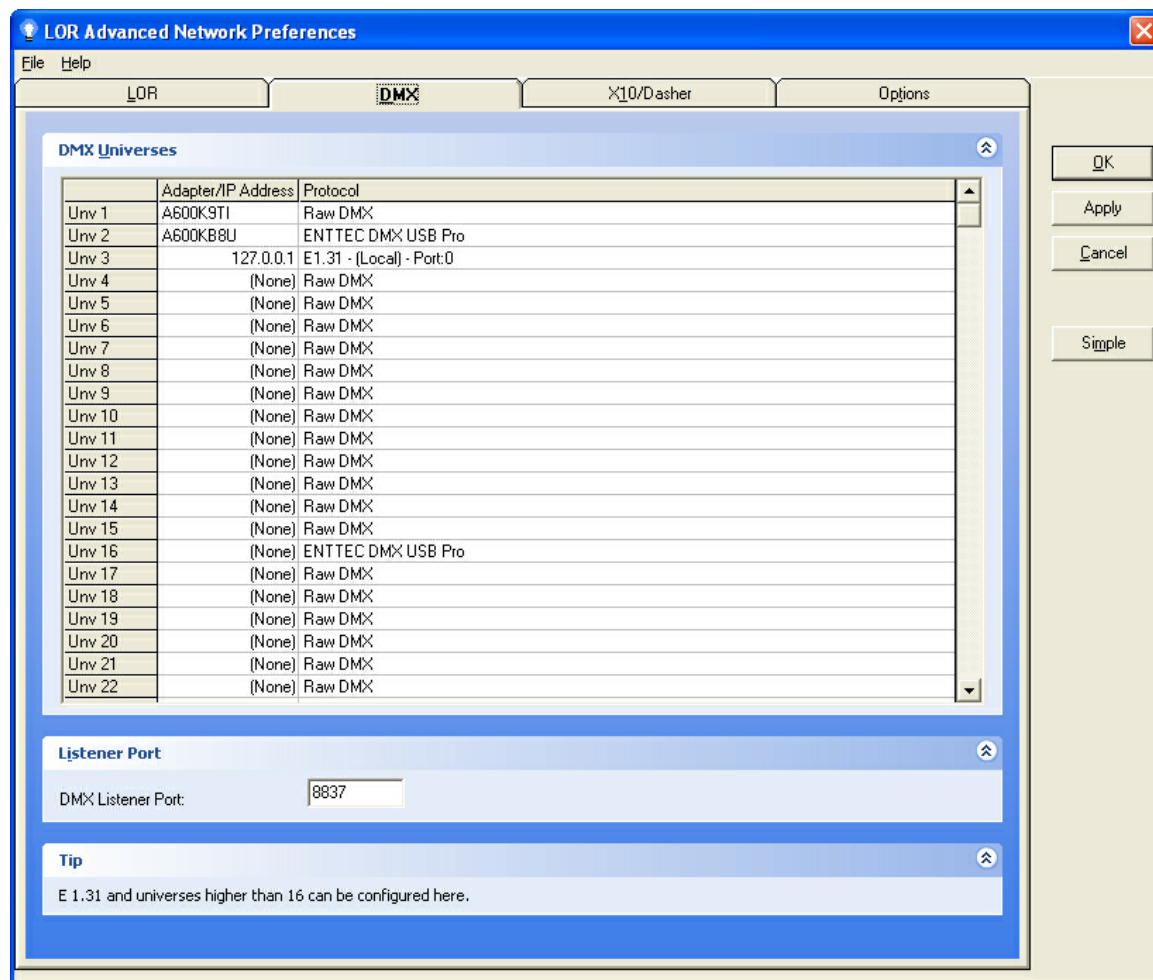 LOR Advanced Network Preferences
File Help
LOR DMX X10/Dasher Options
DMX Universes
Adapter/IP Address Protocol
Unv 1 A600K9TI Raw DMX
Unv 2 A600KB8U ENTTEC DMX USB Pro
Unv 3 127.0.0.1 E1.31 - (Local) - Port:0
Unv 4 (None) Raw DMX
Unv 5 (None) Raw DMX
Unv 6 (None) Raw DMX
Unv 7 (None) Raw DMX
Unv 8 (None) Raw DMX
Unv 9 (None) Raw DMX
Unv 10 (None) Raw DMX
Unv 11 (None) Raw DMX
Unv 12 (None) Raw DMX
Unv 13 (None) Raw DMX
Unv 14 (None) Raw DMX
Unv 15 (None) Raw DMX
Unv 16 (None) ENTTEC DMX USB Pro
Unv 17 (None) Raw DMX
Unv 18 (None) Raw DMX
Unv 19 (None) Raw DMX
Unv 20 (None) Raw DMX
Unv 21 (None) Raw DMX
Unv 22 (None) Raw DMX
Listener Port
DMX Listener Port: 8837
Tip
E 1.31 and universes higher than 16 can be configured here.
OK
Apply
Cancel
Simple